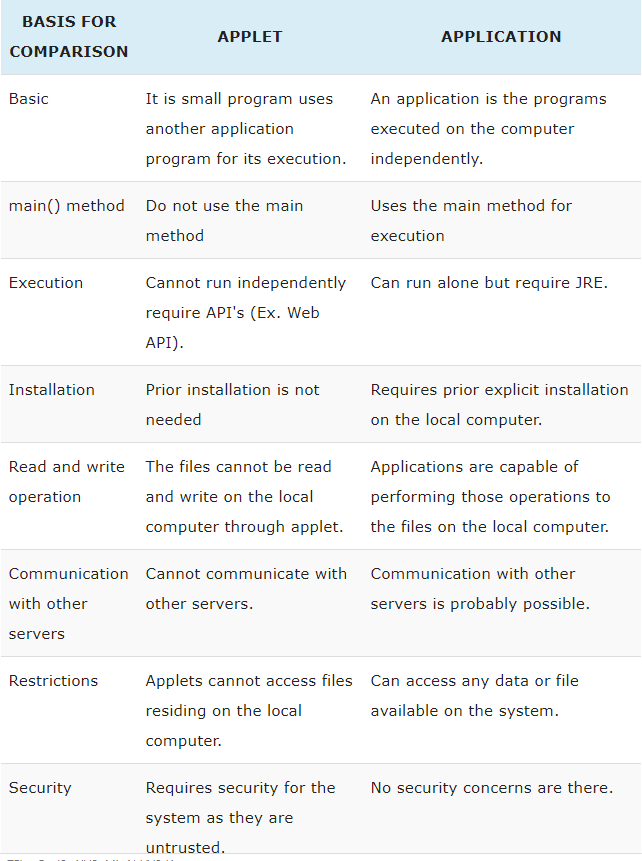 BASIS FOR COMPARISON
APPLET
APPLICATION
Basic
It is small program uses
another application
program for its execution.
An application is the programs
executed on the computer
independently.
main() method
Do not use the main
method
Uses the main method for
execution
Execution
Cannot run independently
require API's (Ex. Web
API).
Can run alone but require JRE.
Installation
Prior installation is not
needed
Requires prior explicit installation
on the local computer.
Read and write
operation
The files cannot be read
and write on the local
computer through applet.
Applications are capable of
performing those operations to
the files on the local computer.
Communication
with other
servers
Cannot communicate with
other servers.
Communication with other
servers is probably possible.
Restrictions
Applets cannot access files
residing on the local
computer.
Can access any data or file
available on the system.
Security
Requires security for the
system as they are
untrusted.
No security concerns are there.